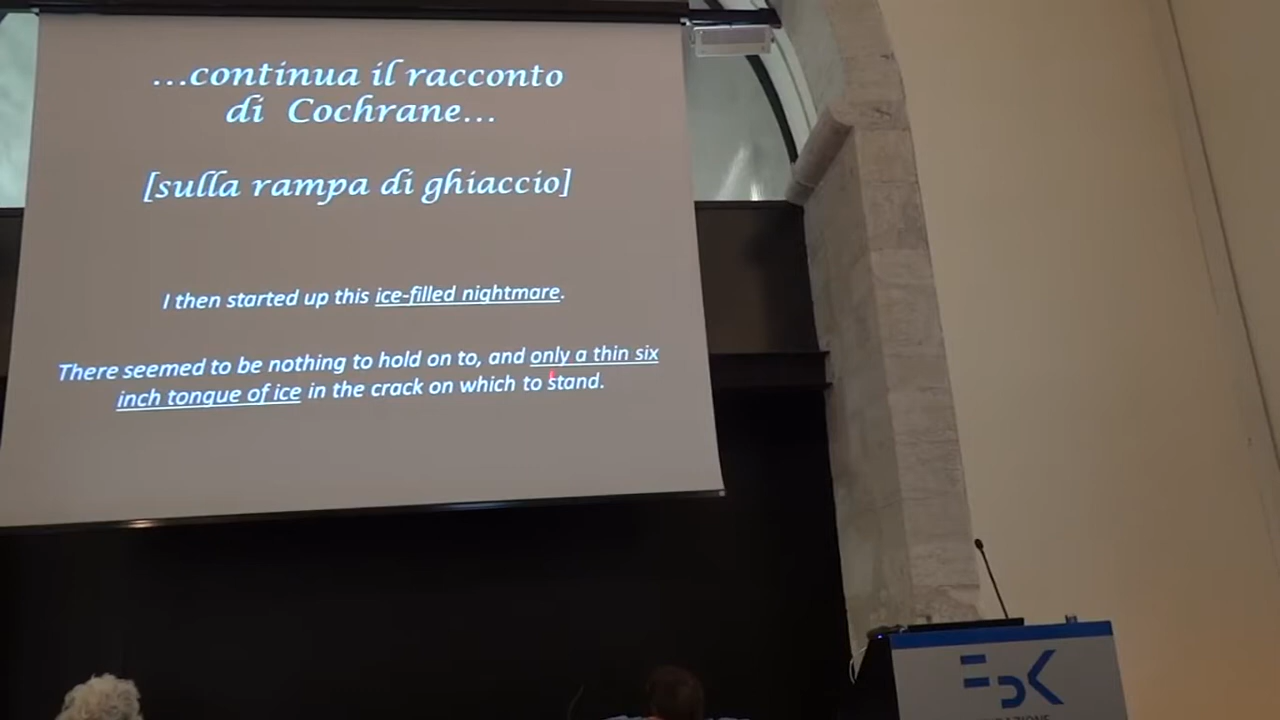 ...continua il racconto
di Cochrane...
[sulla rampa di ghiaccio]
I then started up this ice-filled nightmare.
There seemed to be nothing to hold on to, and only a thin six
inch tongue of ice in the crack on which to stand.
FBK